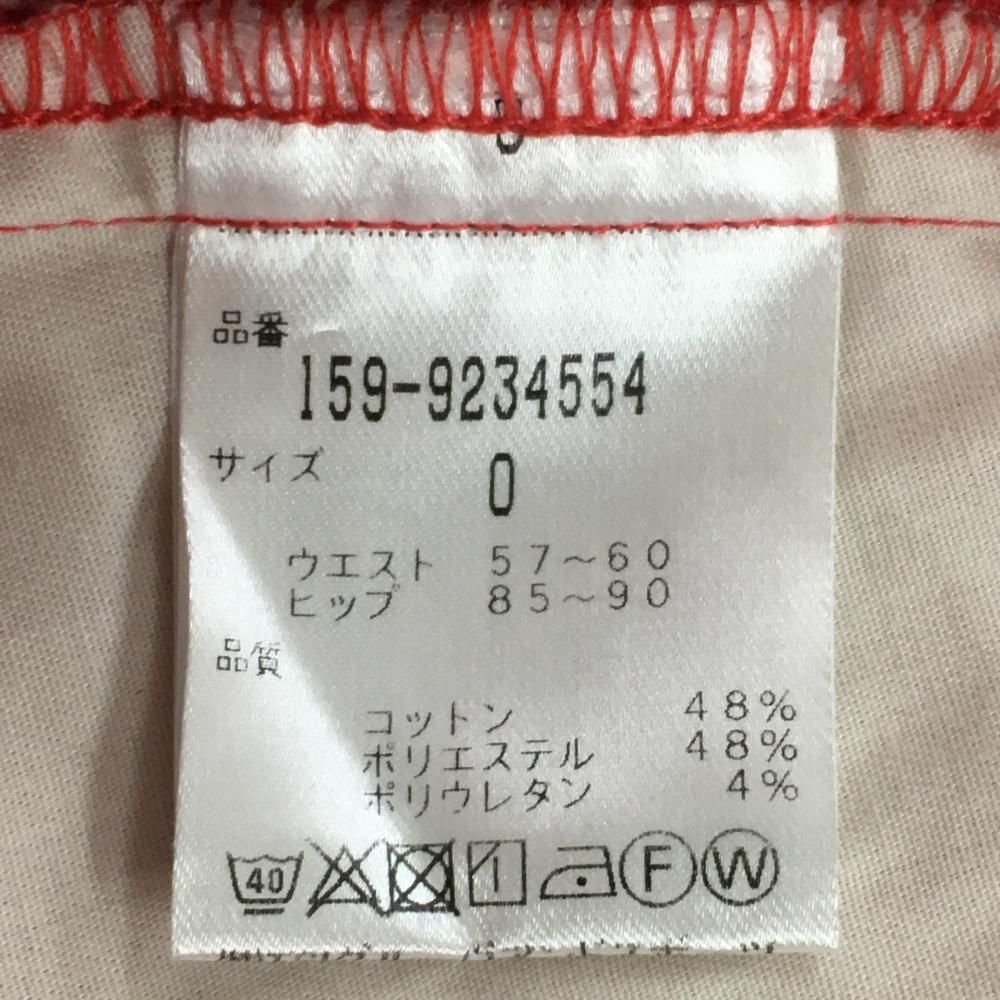 品番
159-9234554
サイズ 0
ウエスト 57~60
ヒップ 85~90
品質
コットン 48%
ポリエステル 48%
ポリウレタン 4%
40 F W